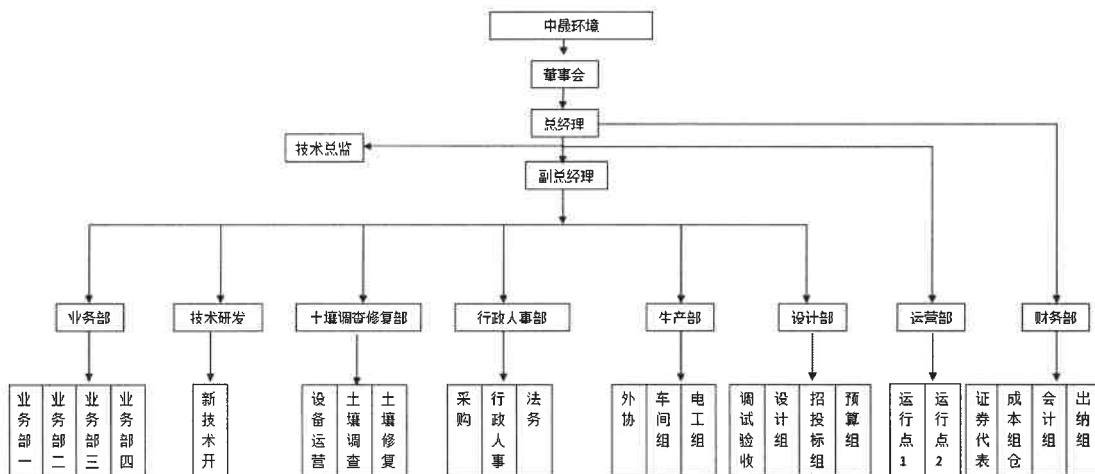 中晟环境
董事会
总经理
技术总监
副总经理
业务部
技术研发
土壤调查修复部
行政人事部
生产部
设计部
运营部
财务部
业务部一
业务部二
业务部三
业务部四
新技术开
设备运营
土壤调查
土壤修复
采购
行政人事
法务
外协
车间组
电工组
调试验收
设计组
招投标组
预算组
运行点1
运行点2
证券代表
成本组仓
会计组
出纳组